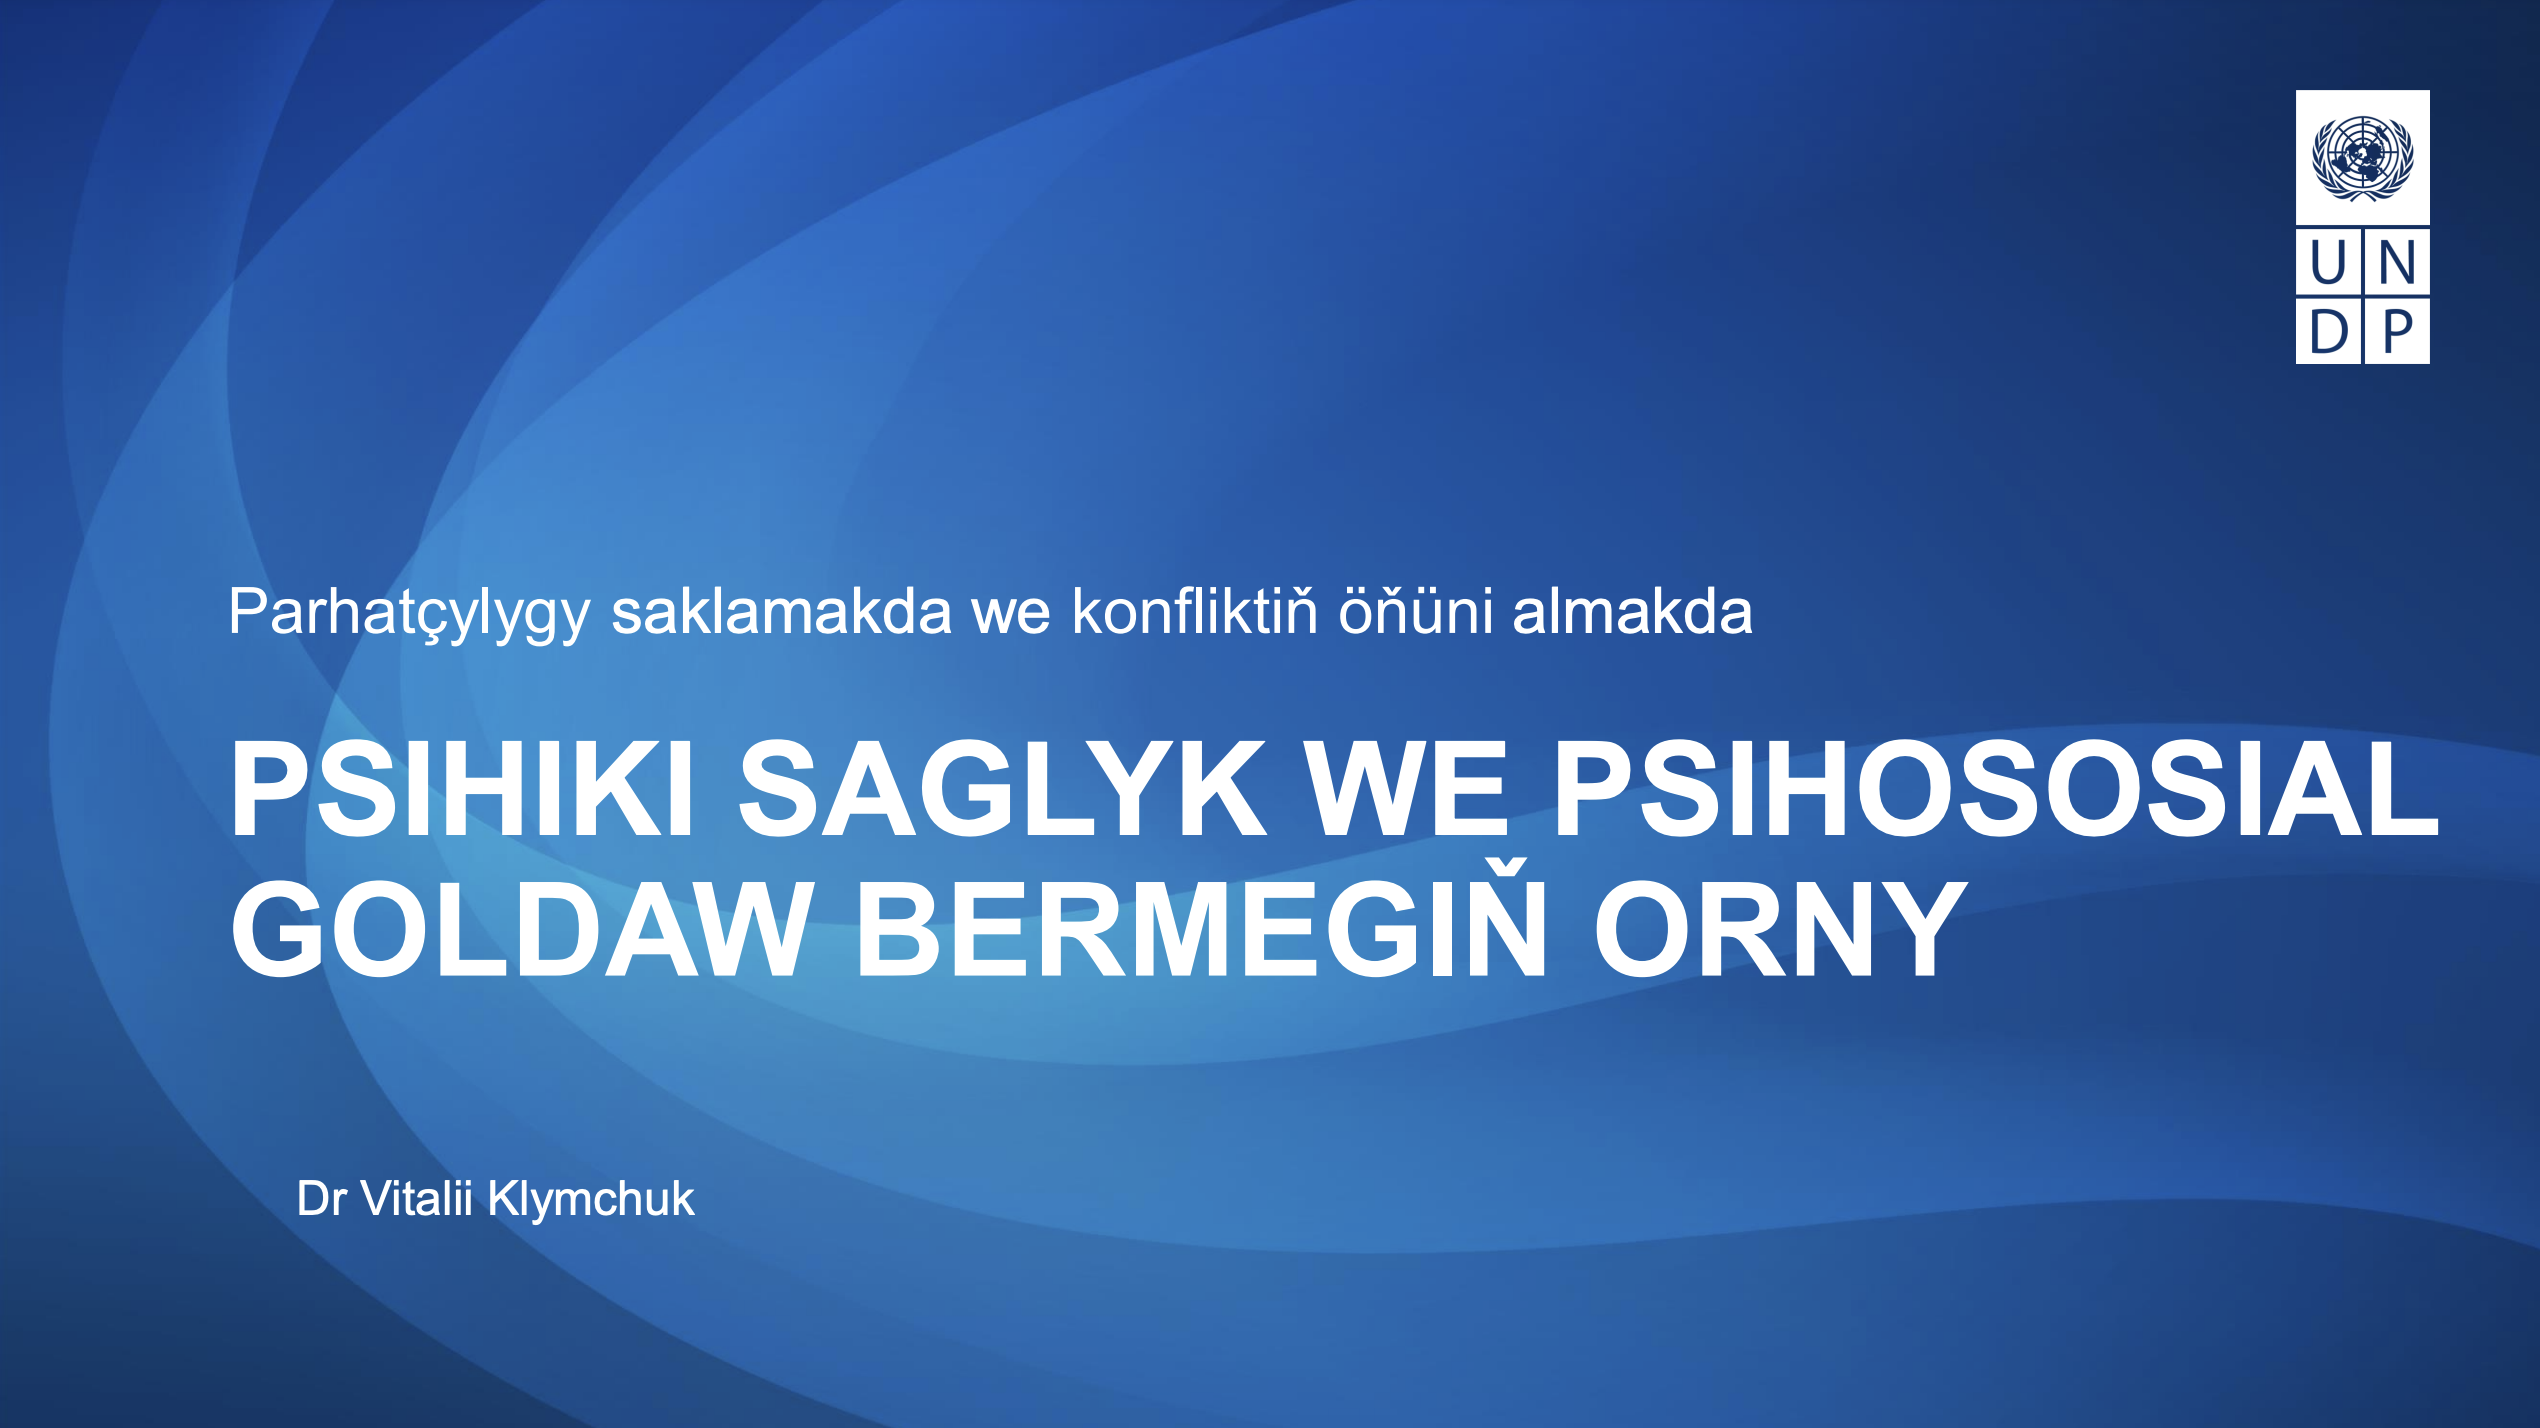 U N
D P
Parhatçylygy saklamakda we konfliktiň öňüni almakda
PSIHIKI SAGLYK WE PSIHOSOSIAL
GOLDAW BERMEGIŇ ORNY
Dr Vitalii Klymchuk